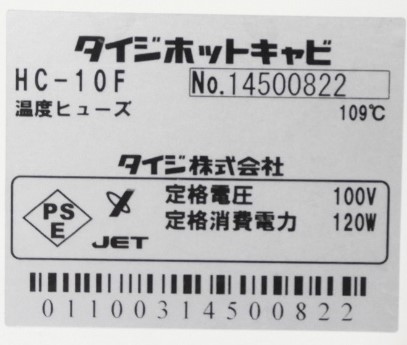 タイジホットキャビ
HC-10F No.14500822
温度ヒューズ 109℃
タイジ株式会社
PS
E
JET
定格電圧 100V
定格消費電力 120W
01100314500822